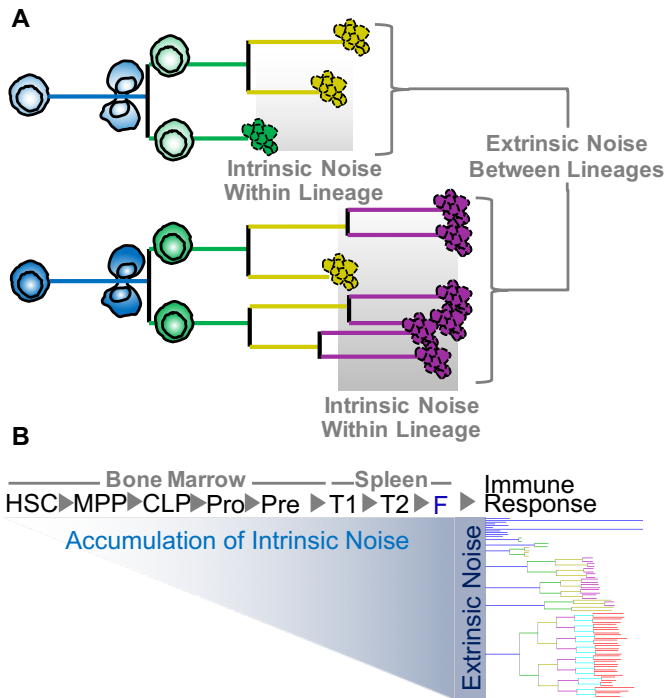 A
Intrinsic Noise
Within Lineage
Extrinsic Noise
Between Lineages
Intrinsic Noise
Within Lineage
B
Bone Marrow
Spleen
HSC MPP CLP Pro Pre T1 T2 F
Immune
Response
Accumulation of Intrinsic Noise
Extrinsic Noise